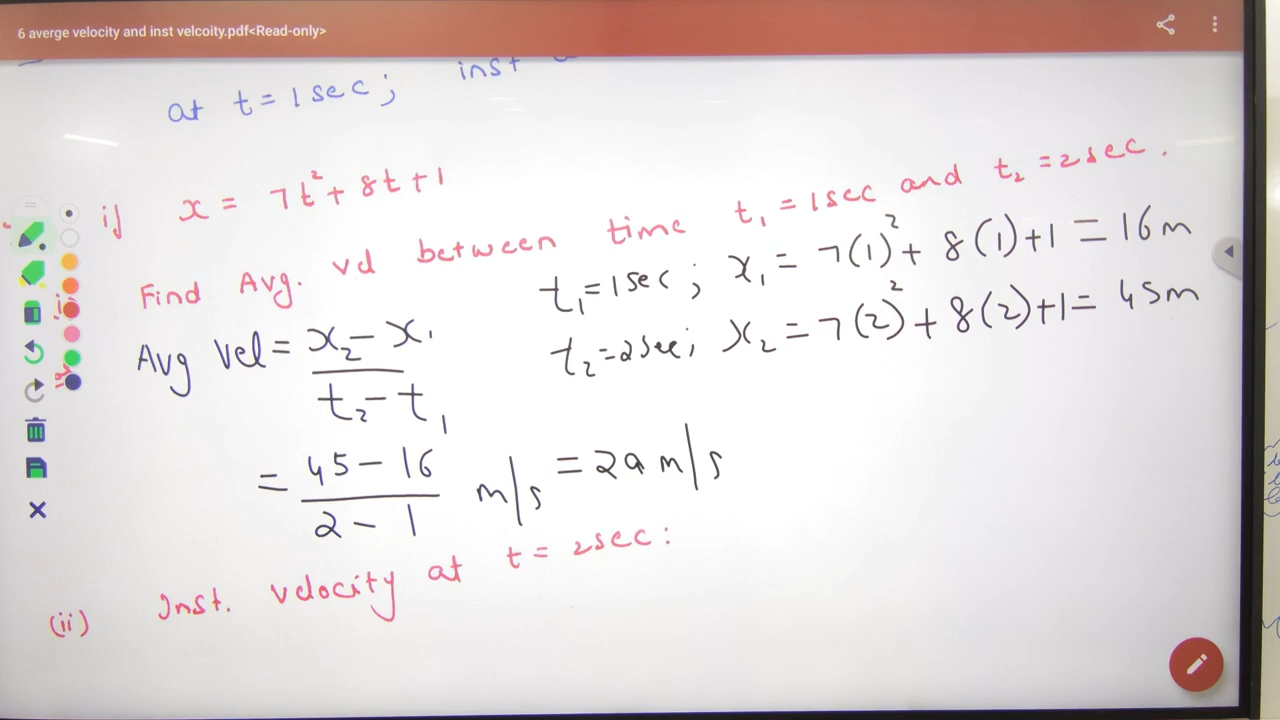 6 averge velocity and inst velcoity.pdf<Read-only>
at t = 1 sec ; inst
if x = 7t² + 8t + 1
Find Avg. vel between time t₁ = 1 sec and t₂ = 2 sec .
t₁ = 1 sec ; x₁ = 7(1)² + 8(1) + 1 = 16 m
t₂ = 2 sec ; x₂ = 7(2)² + 8(2) + 1 = 45 m
Avg vel = x₂ - x₁
t₂ - t₁
= 45 - 16 m/s = 29 m/s
2 - 1
(ii) Inst. velocity at t = 2 sec :